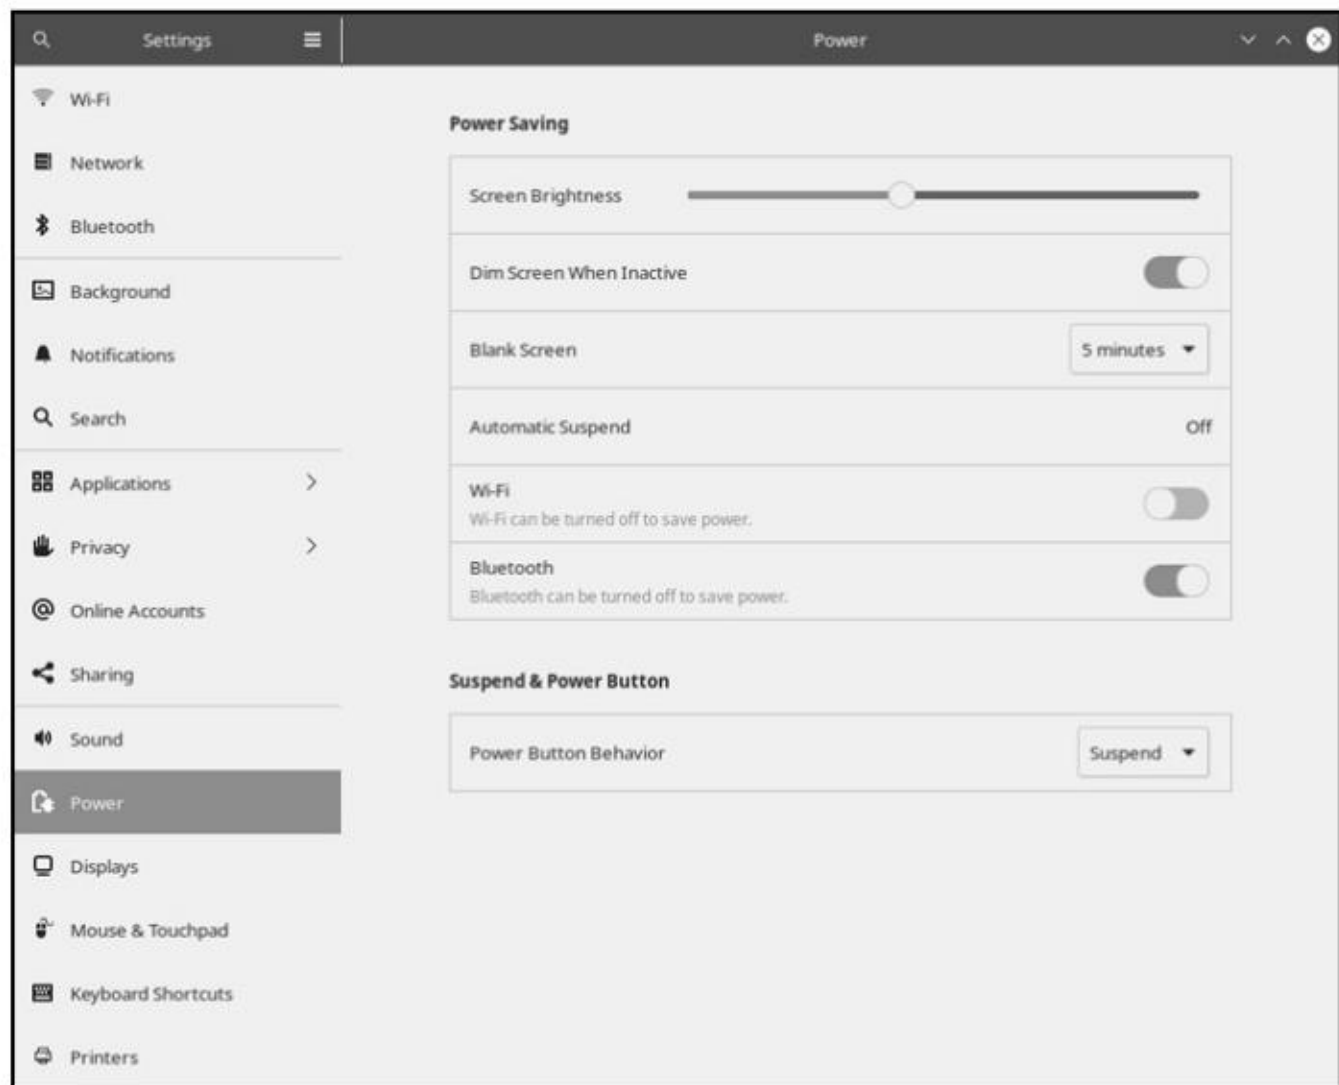 Settings
Power
Wi-Fi
Network
Bluetooth
Background
Notifications
Search
Applications
Privacy
Online Accounts
Sharing
Sound
Power
Displays
Mouse & Touchpad
Keyboard Shortcuts
Printers
Power Saving
Screen Brightness
Dim Screen When Inactive
Blank Screen 5 minutes
Automatic Suspend Off
Wi-Fi
Wi-Fi can be turned off to save power.
Bluetooth
Bluetooth can be turned off to save power.
Suspend & Power Button
Power Button Behavior Suspend